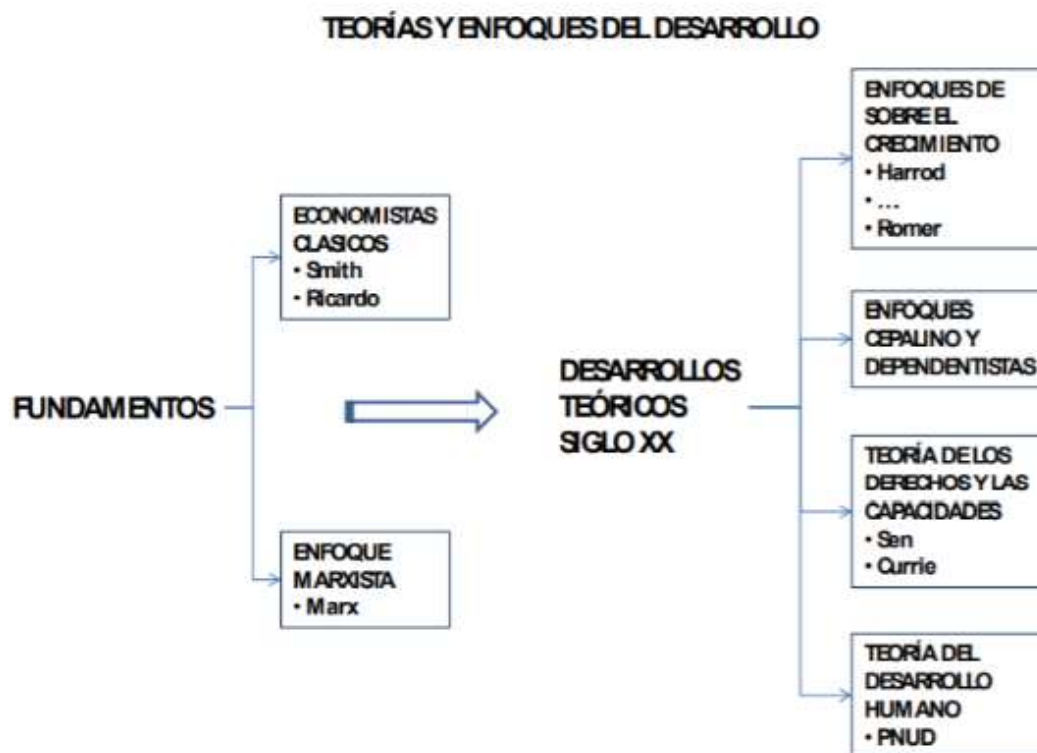 TEORÍAS Y ENFOQUES DEL DESARROLLO
FUNDAMENTOS
ECONOMISTAS
CLASICOS
• Smith
• Ricardo
ENFOQUE
MARXISTA
• Marx
DESARROLLOS
TEÓRICOS
SIGLO XX
ENFOQUES DE
SOBRE EL
CRECIMIENTO
• Harrod
• ...
• Romer
ENFOQUES
CEPALINO Y
DEPENDENTISTAS
TEORÍA DE LOS
DERECHOS Y LAS
CAPACIDADES
• Sen
• Currie
TEORÍA DEL
DESARROLLO
HUMANO
• PNUD